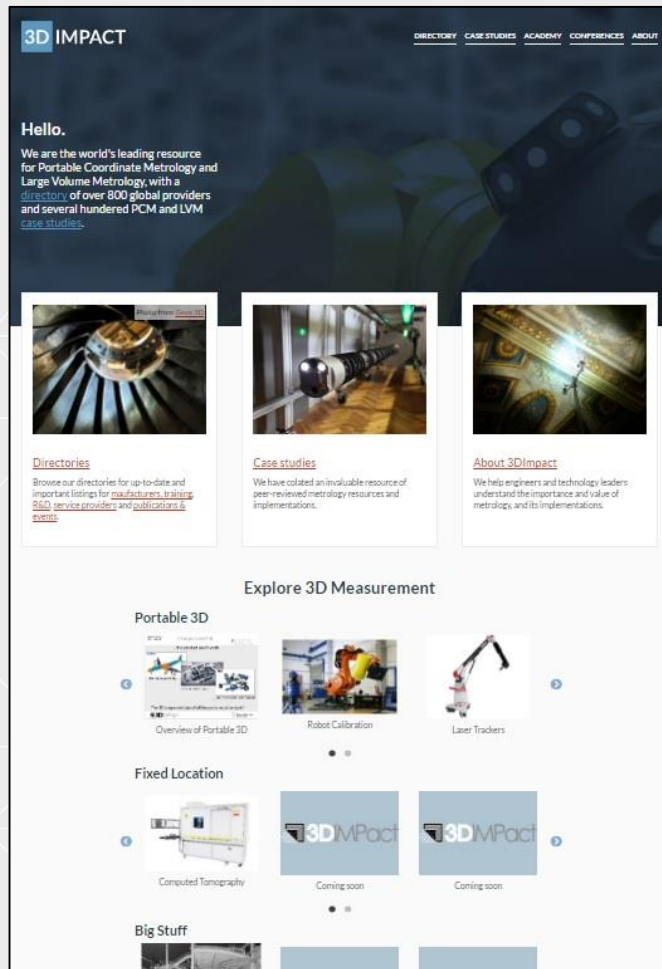 3D IMPACT
DIRECTORY CASE STUDIES ACADEMY CONFERENCES ABOUT
Hello.
We are the world's leading resource
for Portable Coordinate Metrology and
Large Volume Metrology, with a
directory of over 800 global providers
and several hundered PCM and LVM
case studies.
Photo from
Directories
Browse our directories for up-to-date and
important listings for maufacturers, training,
R&D, service providers and publications &
events.
Case studies
We have colated an invaluable resource of
peer-reviewed metrology resources and
implementations.
About 3DImpact
We help engineers and technology leaders
understand the importance and value of
metrology, and its implementations.
Explore 3D Measurement
Portable 3D
Overview of Portable 3D
Robot Calibration
Laser Trackers
Fixed Location
3DIMPact
3DIMPact
Computed Tomography
Coming soon
Coming soon
Big Stuff